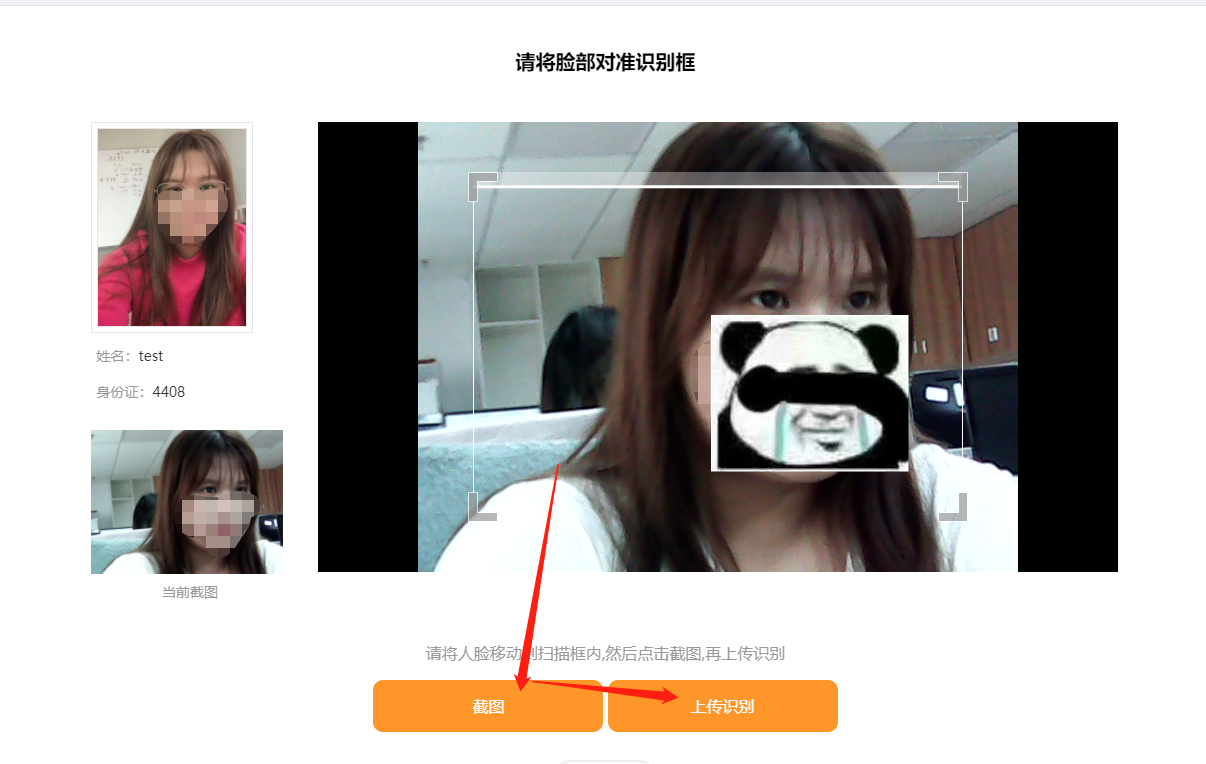 请将脸部对准识别框
姓名：test
身份证：4408
当前截图
请将人脸移动到扫描框内,然后点击截图,再上传识别
截图
上传识别